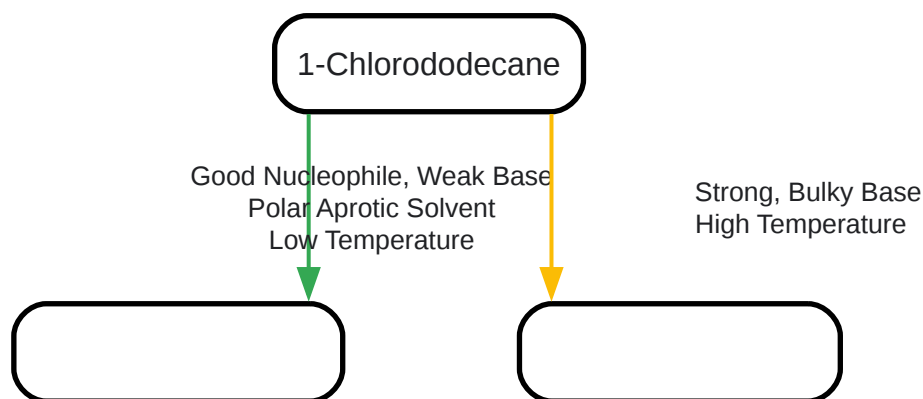 1-Chlorododecane
Good Nucleophile, Weak Base
Polar Aprotic Solvent
Low Temperature
Strong, Bulky Base
High Temperature